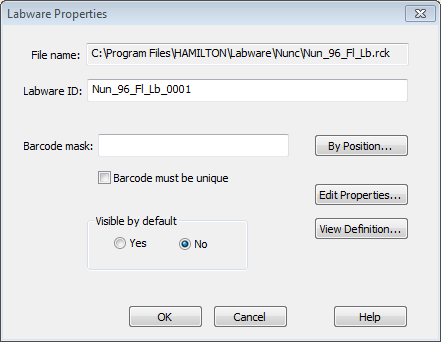 Labware Properties
File name: C:\Program Files\HAMILTON\Labware\Nunc\Nun_96_Fl_Lb.rck
Labware ID: Nun_96_Fl_Lb_0001
Barcode mask: By Position...
Barcode must be unique
Edit Properties...
Visible by default
View Definition...
Yes No
OK Cancel Help